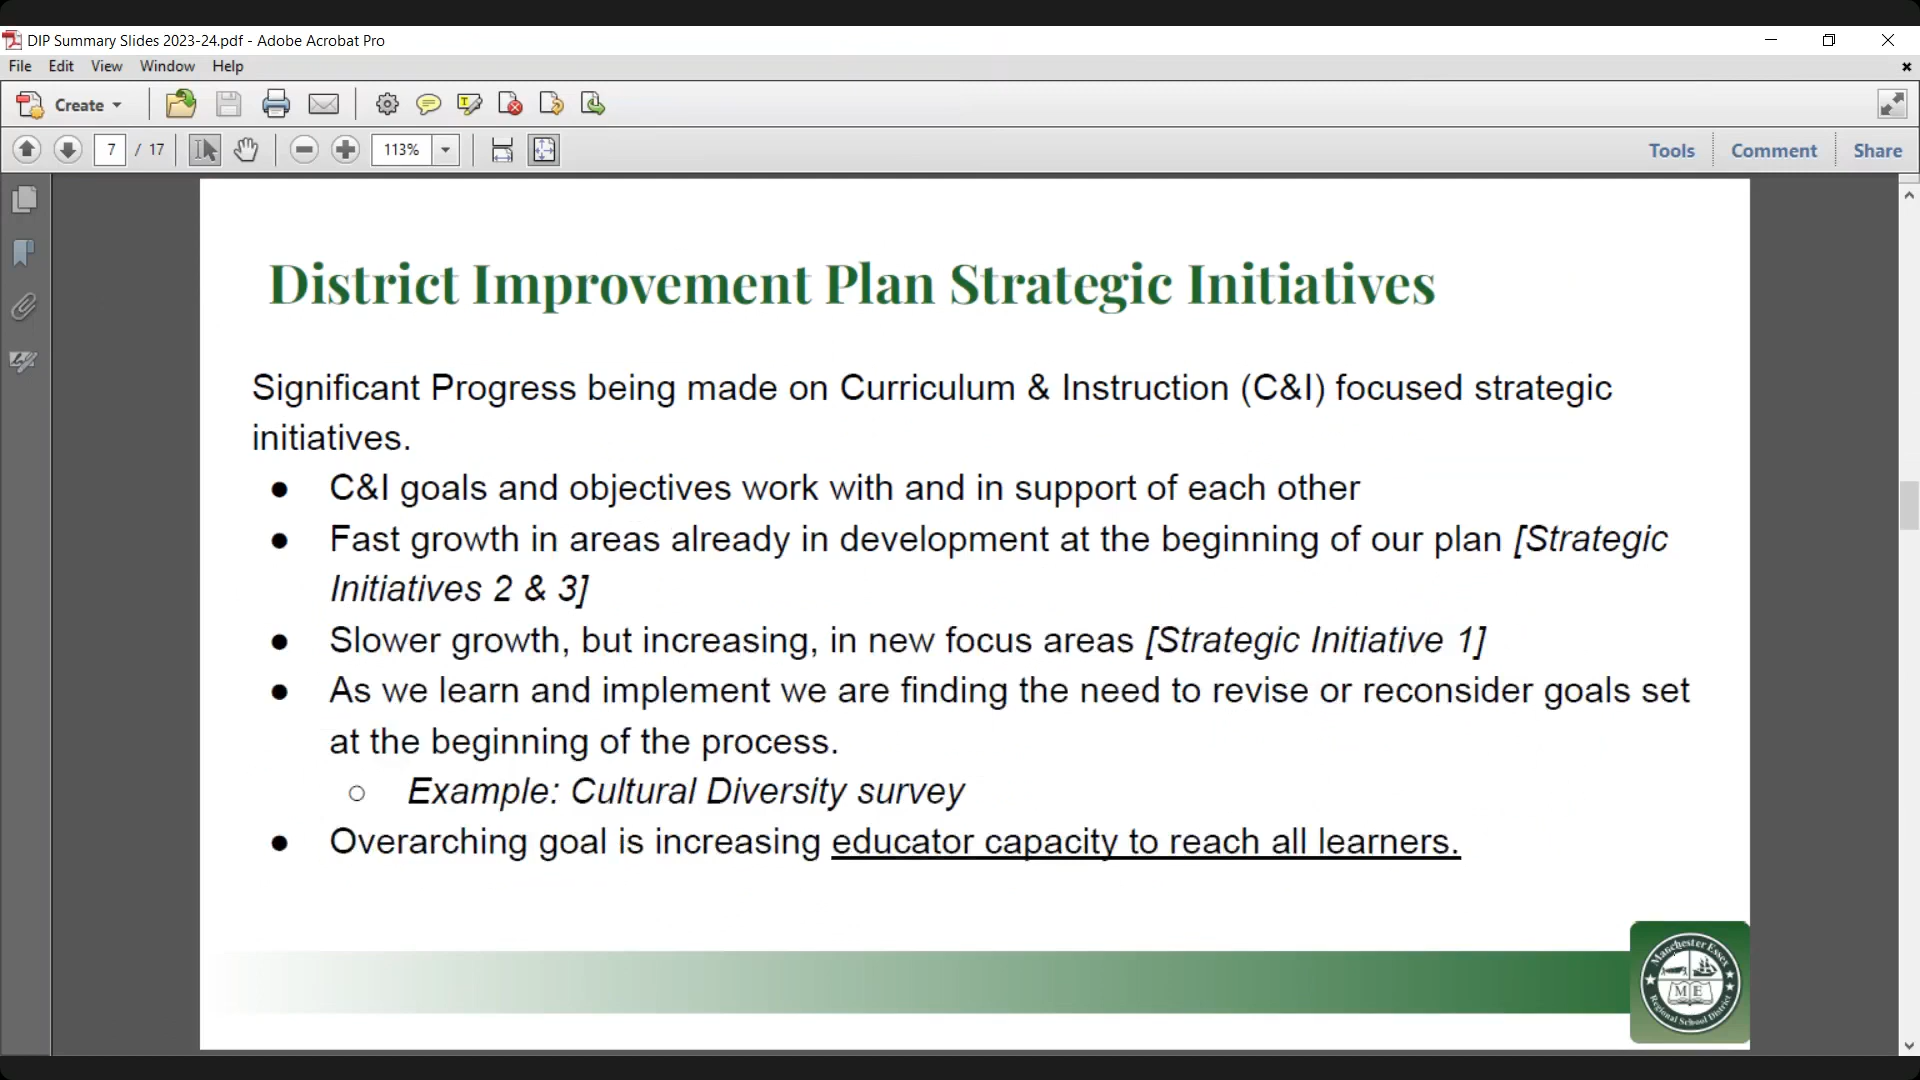 DIP Summary Slides 2023-24.pdf - Adobe Acrobat Pro
File Edit View Window Help
Create
7 / 17 113% Tools Comment Share
District Improvement Plan Strategic Initiatives
Significant Progress being made on Curriculum & Instruction (C&I) focused strategic
initiatives.
● C&I goals and objectives work with and in support of each other
● Fast growth in areas already in development at the beginning of our plan [Strategic
Initiatives 2 & 3]
● Slower growth, but increasing, in new focus areas [Strategic Initiative 1]
● As we learn and implement we are finding the need to revise or reconsider goals set
at the beginning of the process.
○ Example: Cultural Diversity survey
● Overarching goal is increasing educator capacity to reach all learners.
Manchester Essex
M E
Regional School District